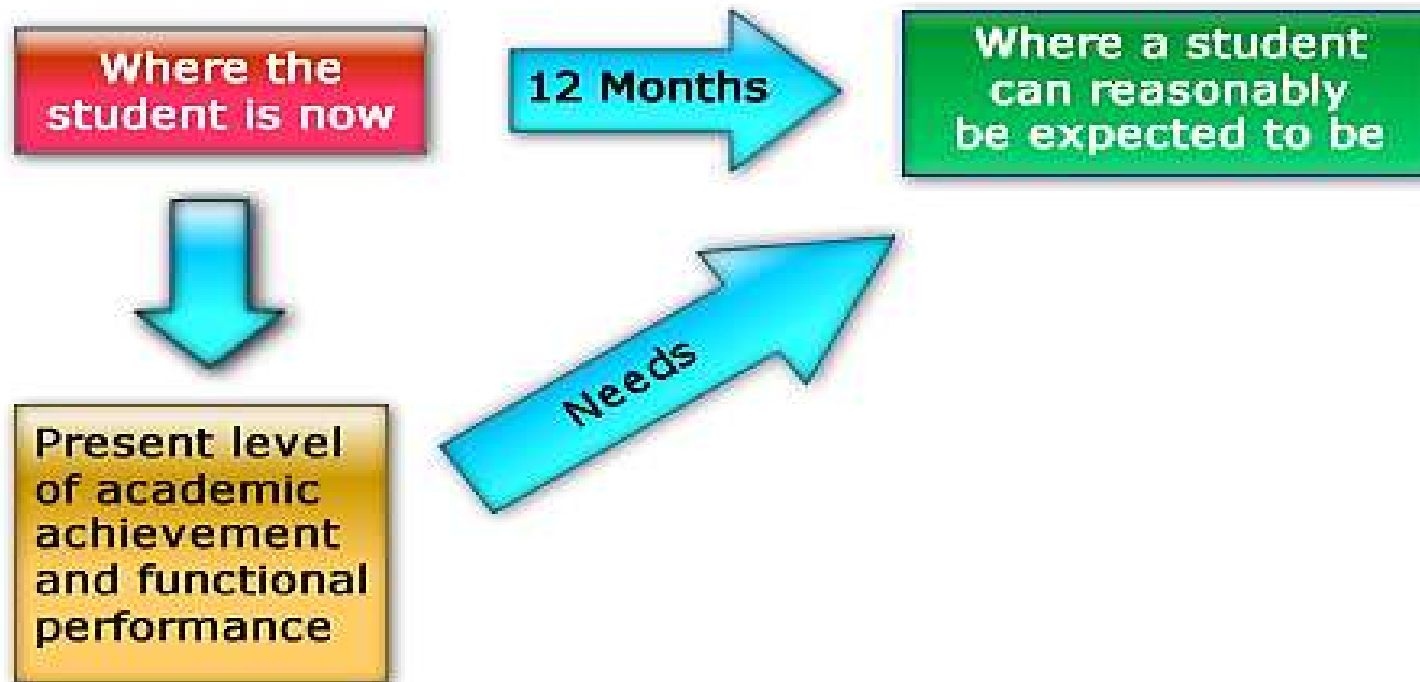 Where the
student is now
12 Months
Where a student
can reasonably
be expected to be
Needs
Present level
of academic
achievement
and functional
performance